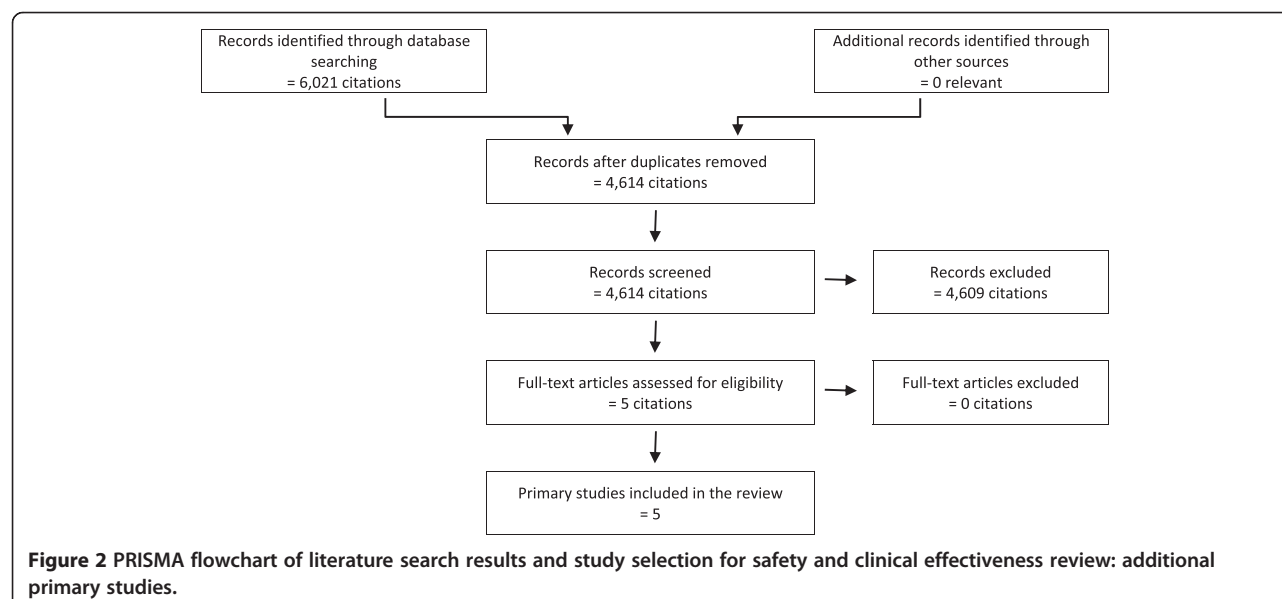 Records identified through database
searching
= 6,021 citations
Additional records identified through
other sources
= 0 relevant
Records after duplicates removed
= 4,614 citations
Records screened
= 4,614 citations
Records excluded
= 4,609 citations
Full-text articles assessed for eligibility
= 5 citations
Full-text articles excluded
= 0 citations
Primary studies included in the review
= 5
Figure 2 PRISMA flowchart of literature search results and study selection for safety and clinical effectiveness review: additional
primary studies.